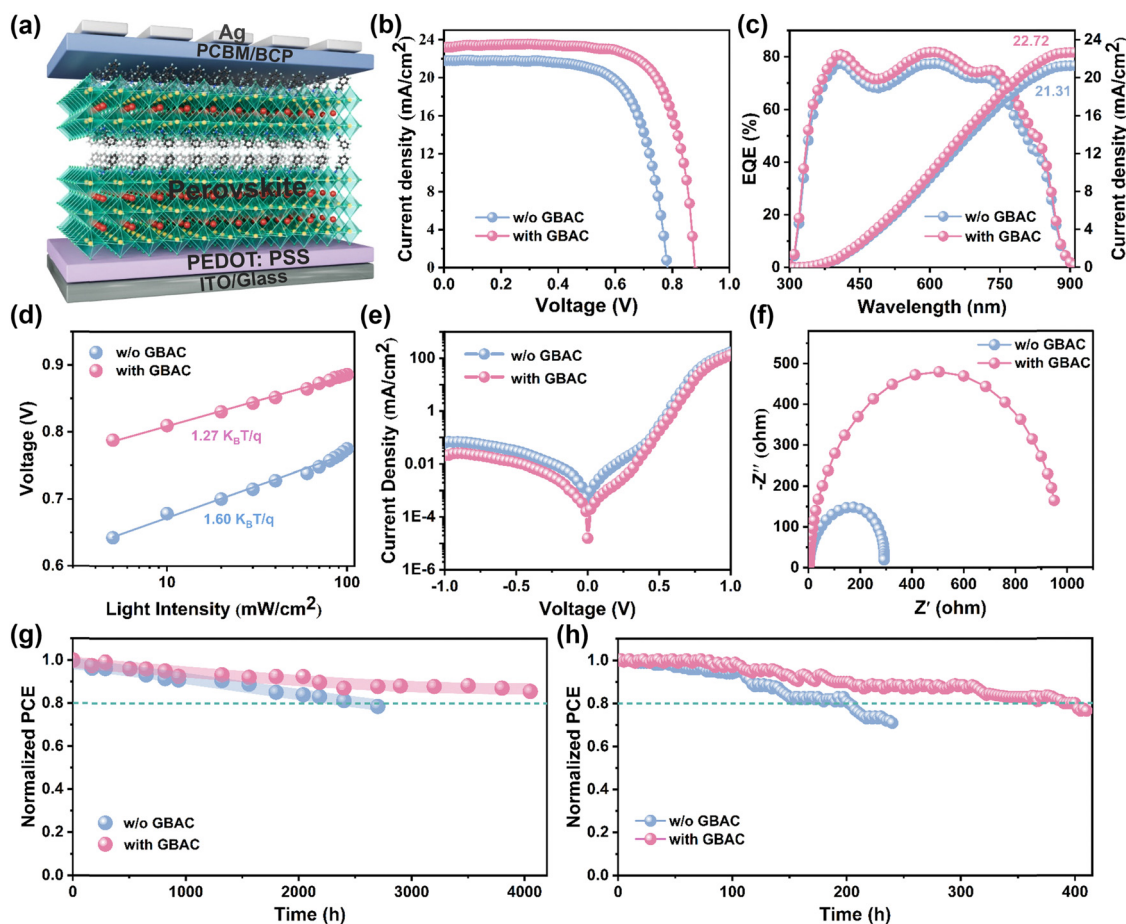 (a)
Ag
PCBM/BCP
Perovskite
PEDOT: PSS
ITO/Glass
(b)
Current density (mA/cm²)
24
20
16
12
8
4
0
w/o GBAC
with GBAC
0.0 0.2 0.4 0.6 0.8 1.0
Voltage (V)
(c)
EQE (%)
80
60
40
20
0
22.72
21.31
w/o GBAC
with GBAC
24
20
16
12
8
4
0
Current density (mA/cm²)
300 450 600 750 900
Wavelength (nm)
(d)
Voltage (V)
0.9
0.8
0.7
0.6
w/o GBAC
with GBAC
1.27 KBT/q
1.60 KBT/q
10 100
Light Intensity (mW/cm²)
(e)
Current Density (mA/cm²)
100
1
0.01
1E-4
1E-6
w/o GBAC
with GBAC
-1.0 -0.5 0.0 0.5 1.0
Voltage (V)
(f)
-Z'' (ohm)
500
400
300
200
100
0
w/o GBAC
with GBAC
0 200 400 600 800 1000
Z' (ohm)
(g)
Normalized PCE
1.0
0.8
0.6
0.4
0.2
0.0
w/o GBAC
with GBAC
0 1000 2000 3000 4000
Time (h)
(h)
Normalized PCE
1.0
0.8
0.6
0.4
0.2
0.0
w/o GBAC
with GBAC
0 100 200 300 400
Time (h)